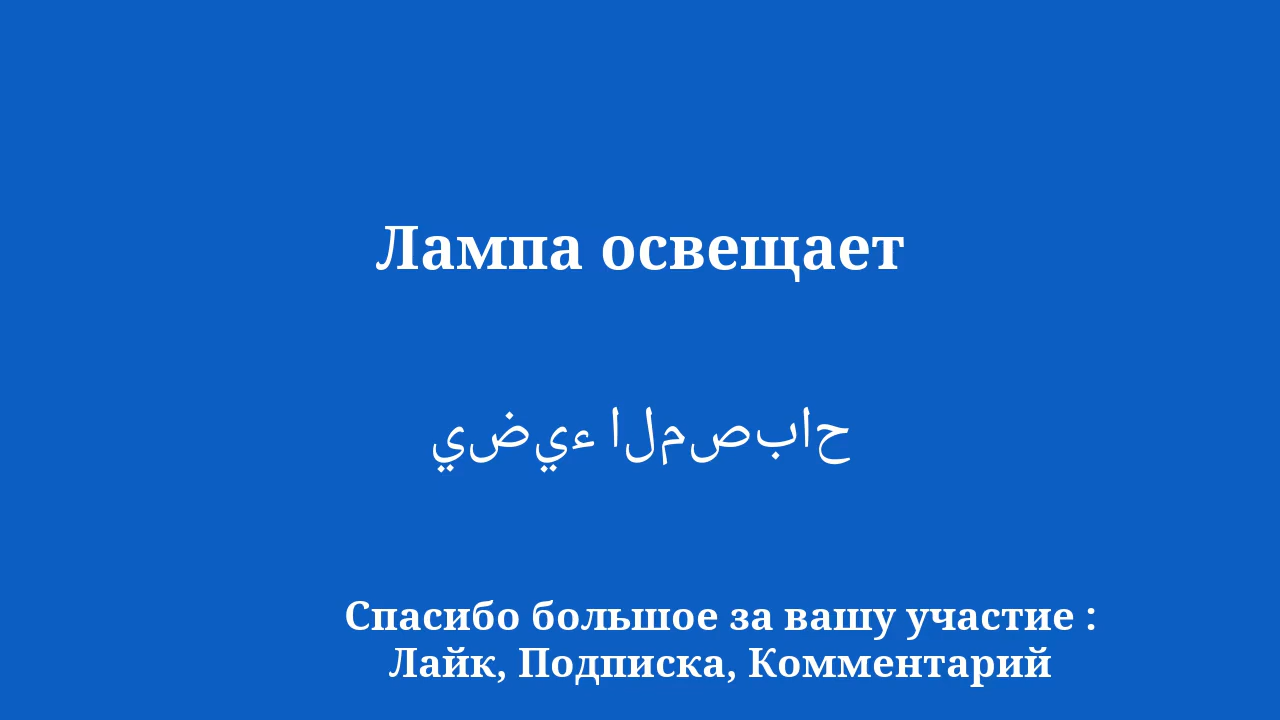 Лампа освещает
يضيء المصباح
Спасибо большое за вашу участие :
Лайк, Подписка, Комментарий